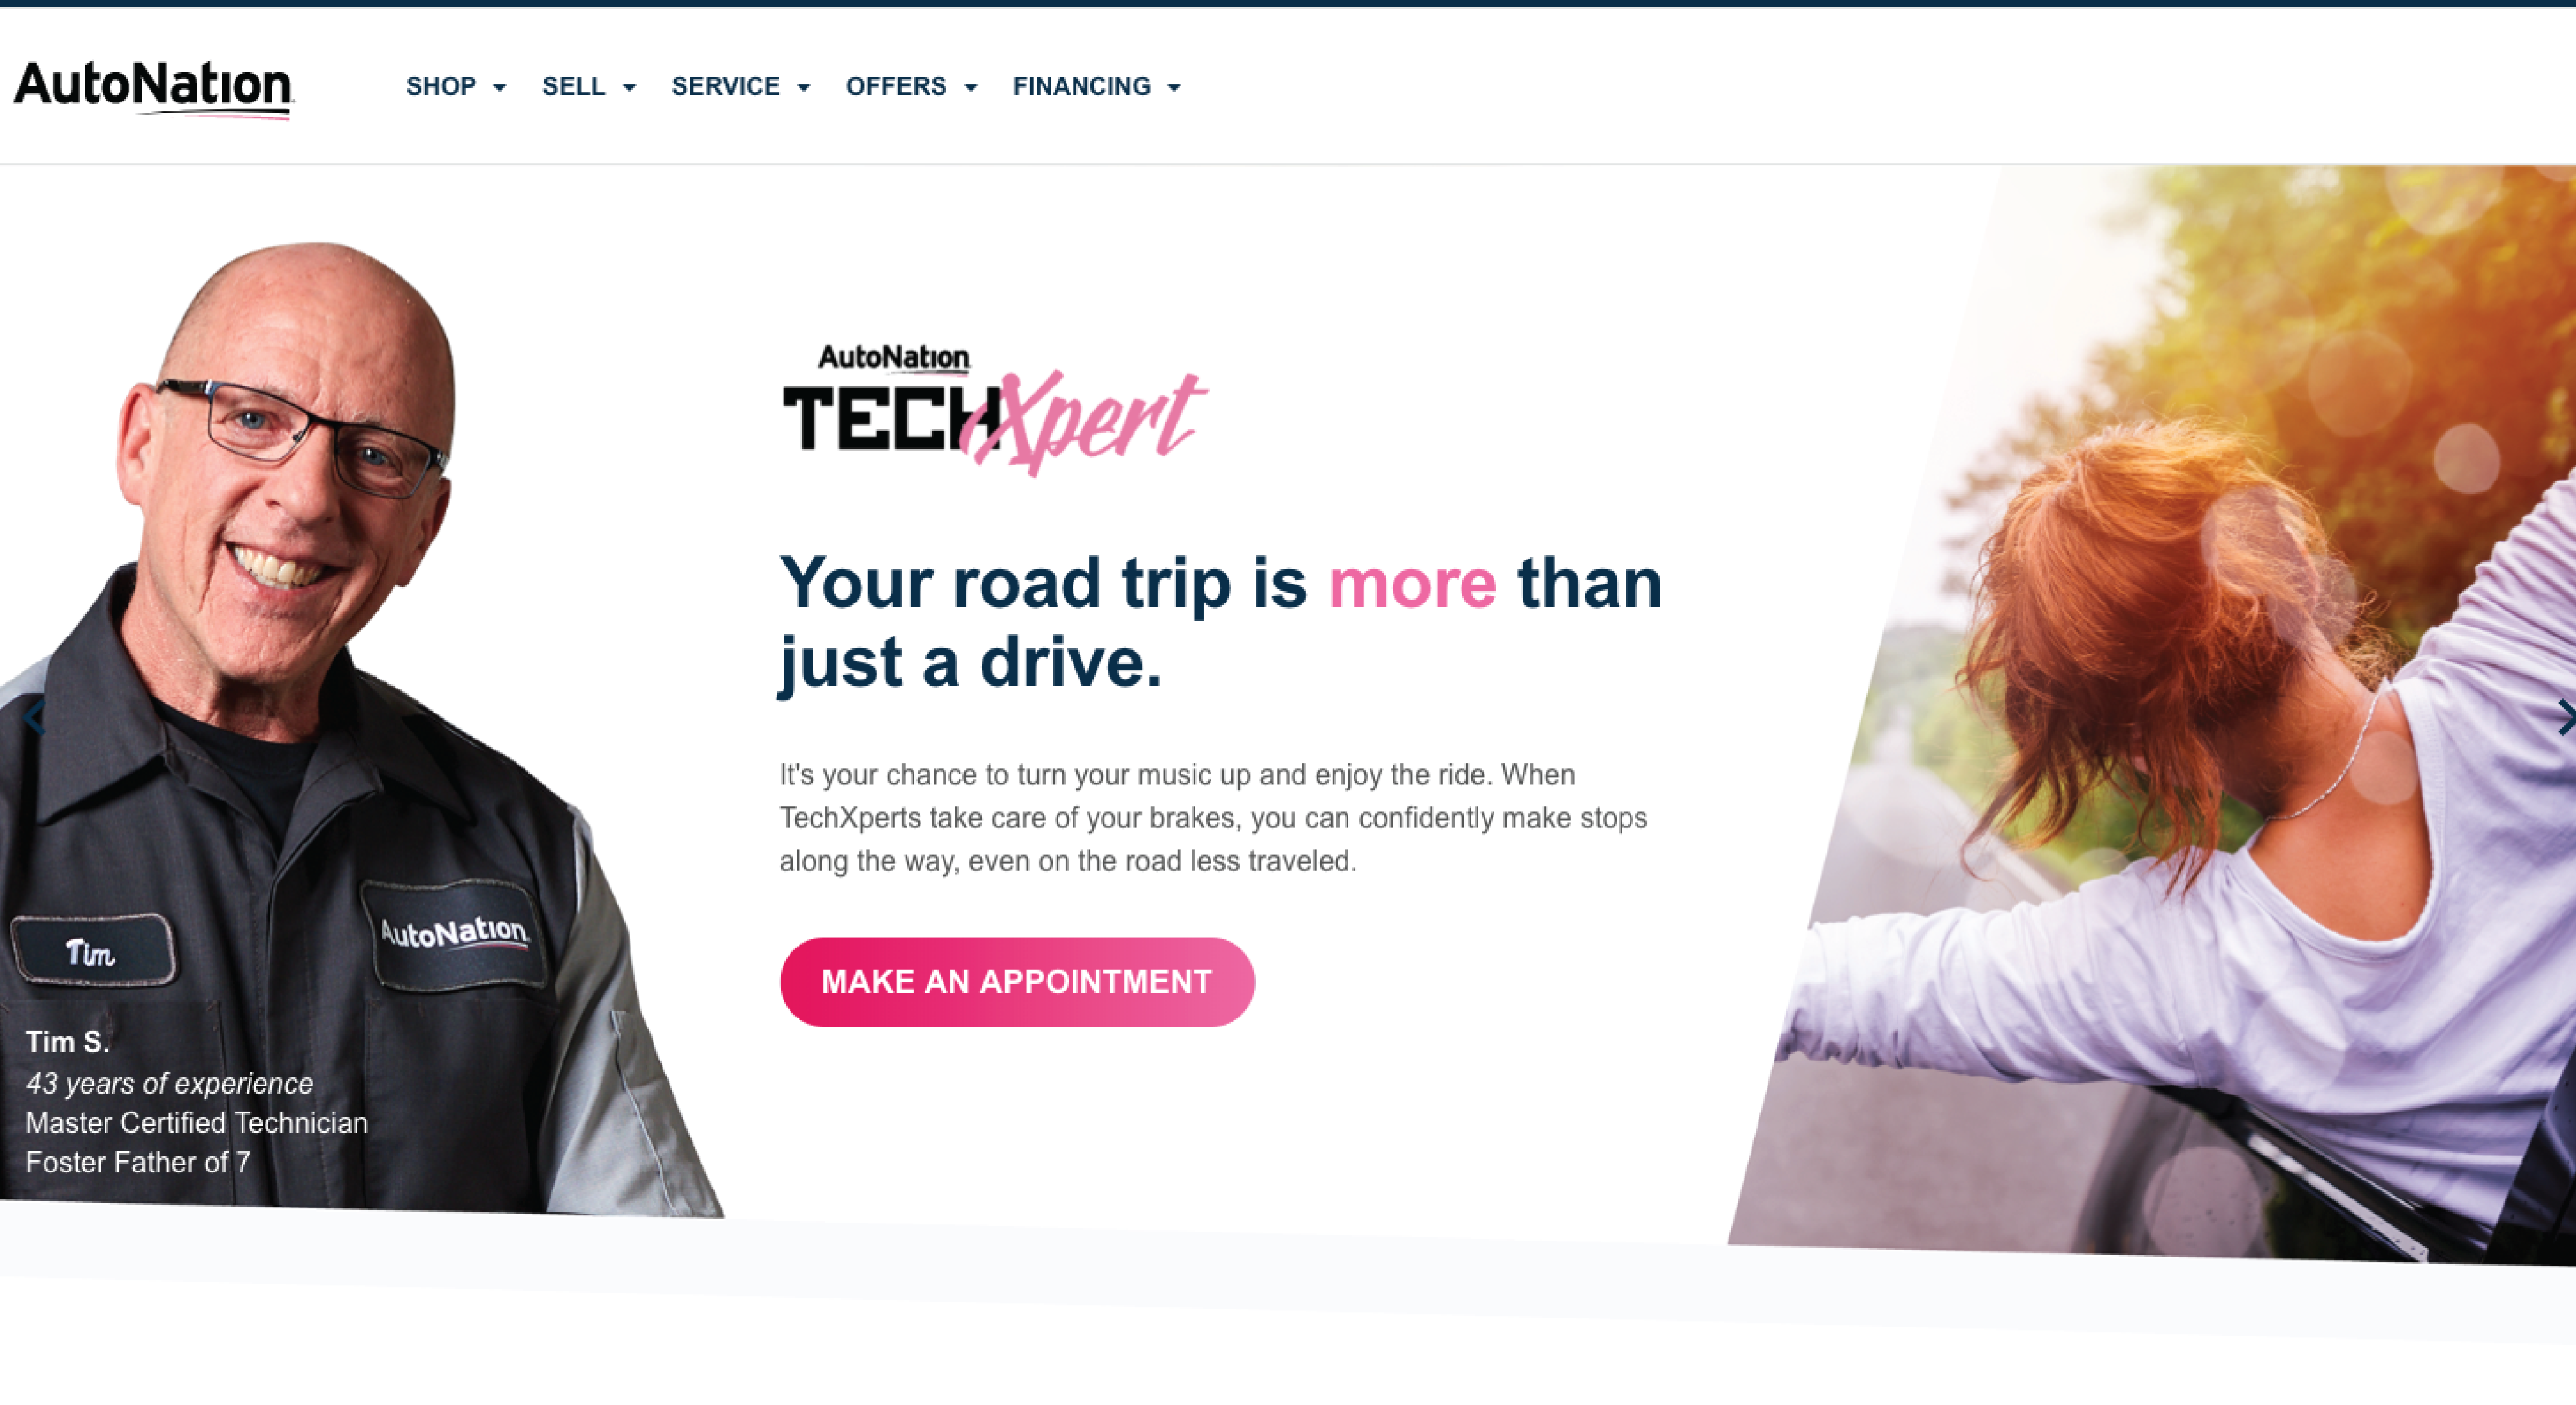 AutoNation
SHOP SELL SERVICE OFFERS FINANCING
AutoNation
TECHXpert
Your road trip is more than
just a drive.
It's your chance to turn your music up and enjoy the ride. When
TechXperts take care of your brakes, you can confidently make stops
along the way, even on the road less traveled.
MAKE AN APPOINTMENT
Tim
AutoNation
Tim S.
43 years of experience
Master Certified Technician
Foster Father of 7